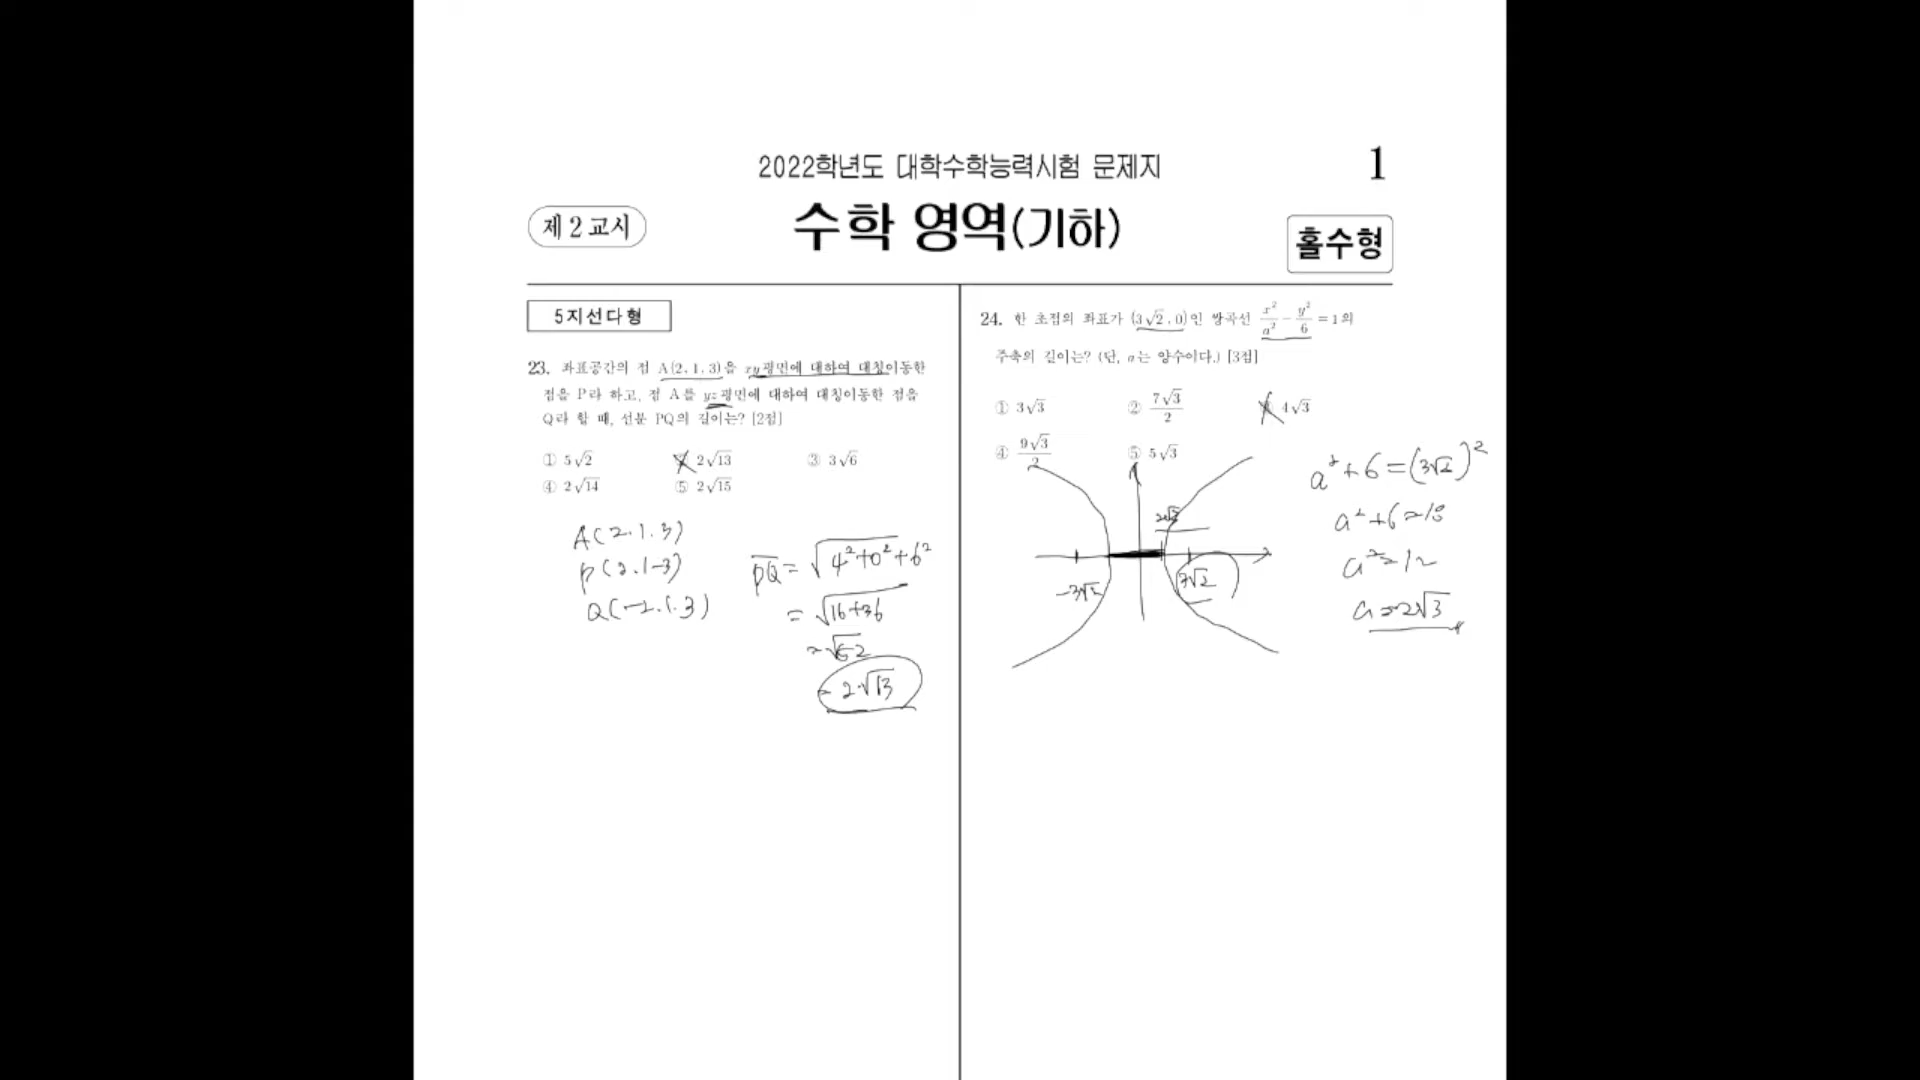 2022학년도 대학수학능력시험 문제지
1
제 2 교시
수학 영역(기하)
홀수형
5지선다형
23. 좌표공간의 점 A(2, 1, 3)을 xy평면에 대하여 대칭이동한
점을 P라 하고, 점 A를 yz평면에 대하여 대칭이동한 점을
Q라 할 때, 선분 PQ의 길이는? [2점]
① 5√2
2√13
③ 3√6
④ 2√14
⑤ 2√15
A(2.1.3)
P(2.1-3)
Q(-2.1.3)
PQ = √4²+0²+6²
= √16+36
= √52
= 2√13
24. 한 초점의 좌표가 (3√2, 0)인 쌍곡선 x²/a² - y²/6 = 1의
주축의 길이는? (단, a는 양수이다.) [3점]
① 3√3
② 7√3/2
4√3
④ 9√3/2
⑤ 5√3
a²+6=(3√2)²
a²+6=18
a²=12
a=2√3
2√3
-3√2
3√2